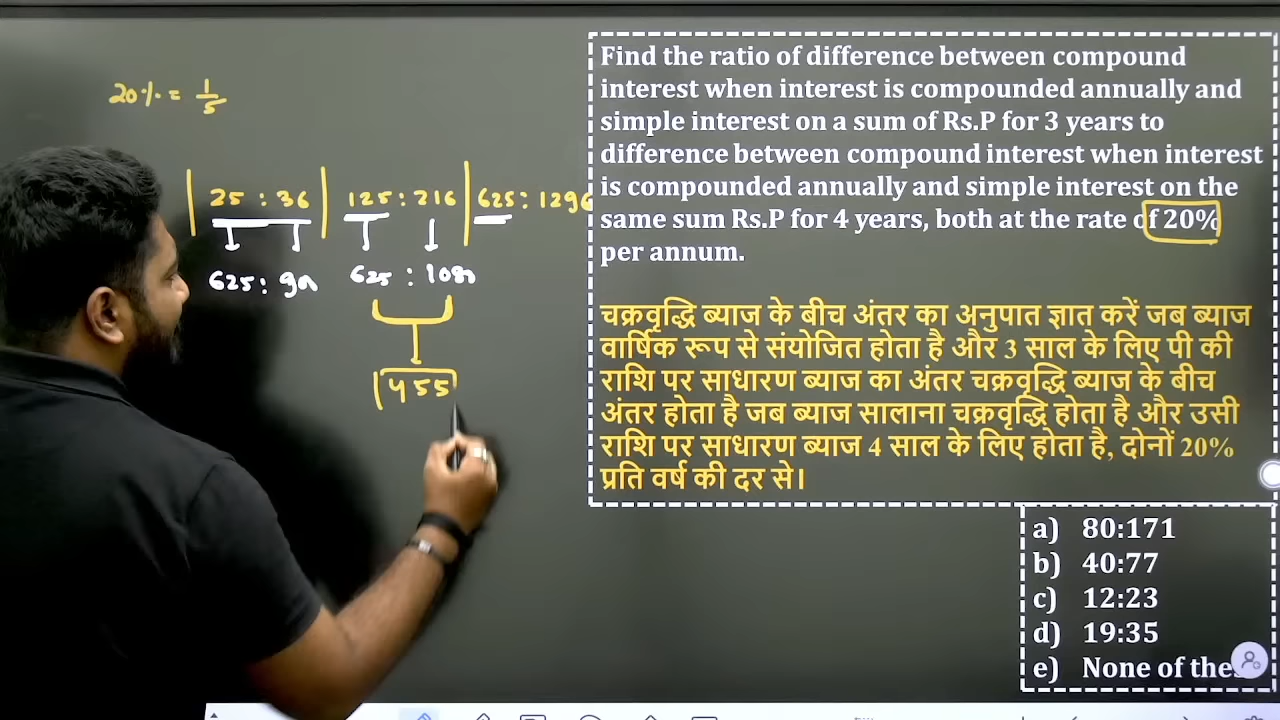 20% = 1/5
25 : 36
125 : 216
625 : 1296
625 : 90
625 : 1080
455
Find the ratio of difference between compound
interest when interest is compounded annually and
simple interest on a sum of Rs.P for 3 years to
difference between compound interest when interest
is compounded annually and simple interest on the
same sum Rs.P for 4 years, both at the rate of 20%
per annum.
चक्रवृद्धि ब्याज के बीच अंतर का अनुपात ज्ञात करें जब ब्याज
वार्षिक रूप से संयोजित होता है और 3 साल के लिए पी की
राशि पर साधारण ब्याज का अंतर चक्रवृद्धि ब्याज के बीच
अंतर होता है जब ब्याज सालाना चक्रवृद्धि होता है और उसी
राशि पर साधारण ब्याज 4 साल के लिए होता है, दोनों 20%
प्रति वर्ष की दर से।
a) 80:171
b) 40:77
c) 12:23
d) 19:35
e) None of the